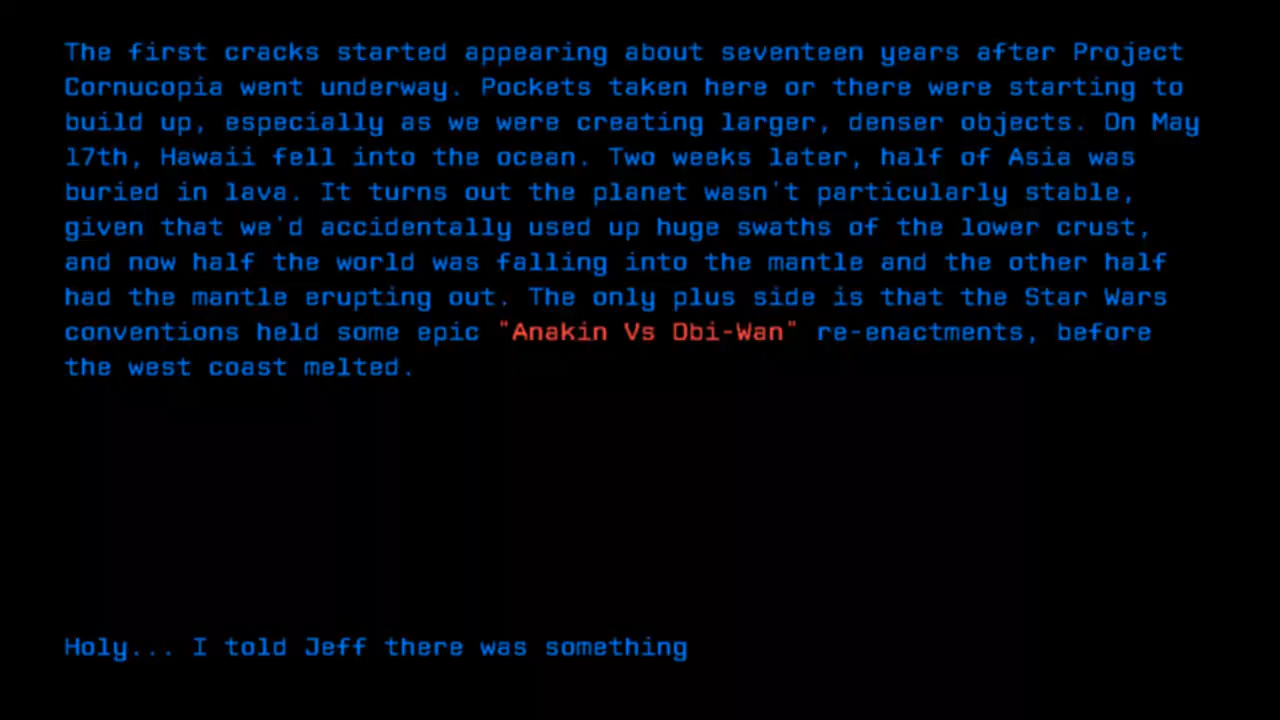 The first cracks started appearing about seventeen years after Project
Cornucopia went underway. Pockets taken here or there were starting to
build up, especially as we were creating larger, denser objects. On May
17th, Hawaii fell into the ocean. Two weeks later, half of Asia was
buried in lava. It turns out the planet wasn't particularly stable,
given that we'd accidentally used up huge swaths of the lower crust,
and now half the world was falling into the mantle and the other half
had the mantle erupting out. The only plus side is that the Star Wars
conventions held some epic "Anakin Vs Obi-Wan" re-enactments, before
the west coast melted.
Holy... I told Jeff there was something